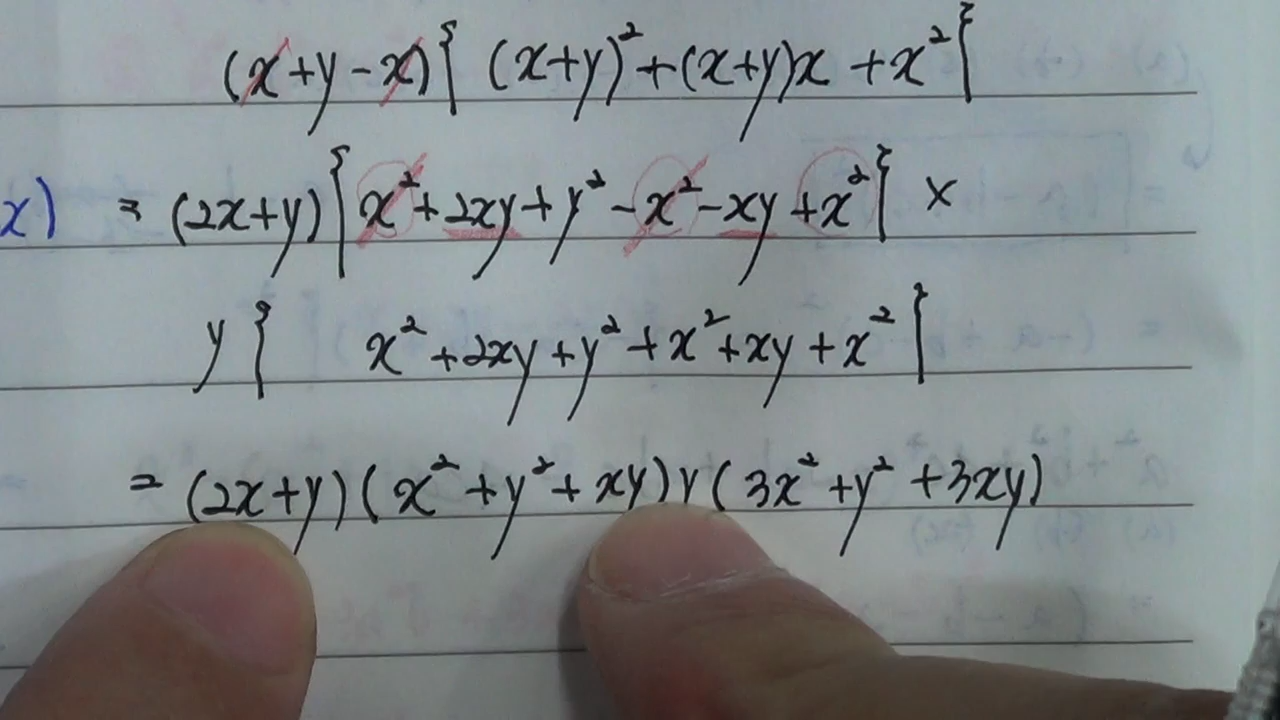 (x+y-x){(x+y)²+(x+y)x+x²}
x) = (2x+y){x²+2xy+y²-x²-xy+x²} ×
y{x²+2xy+y²+x²+xy+x²}
= (2x+y)(x²+y²+xy)y(3x²+y²+3xy)